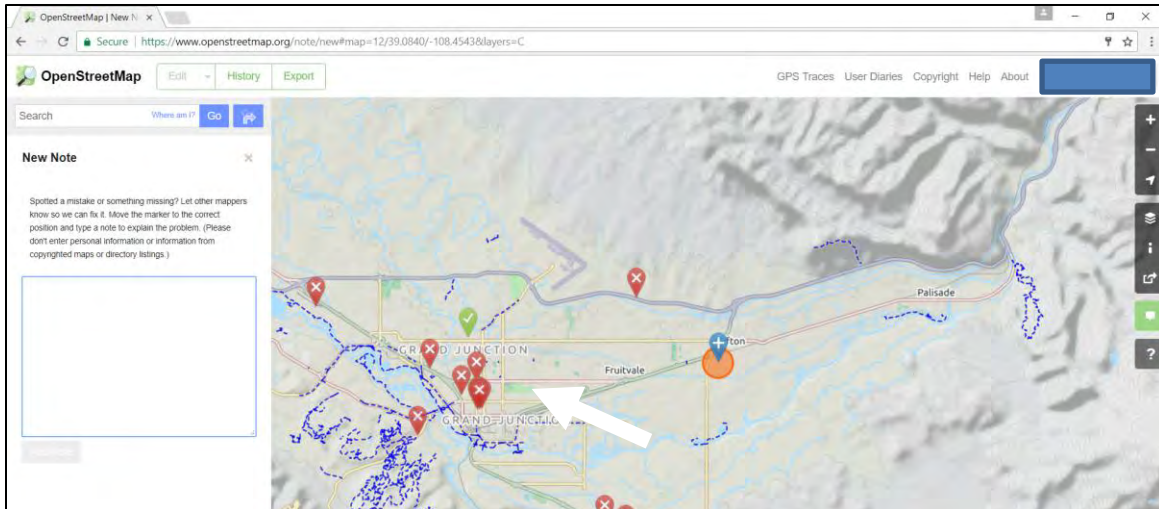 OpenStreetMap | New N
Secure | https://www.openstreetmap.org/note/new#map=12/39.0840/-108.4543&layers=C
OpenStreetMap Edit History Export GPS Traces User Diaries Copyright Help About
Search Where am I? Go
New Note
Spotted a mistake or something missing? Let other mappers
know so we can fix it. Move the marker to the correct
position and type a note to explain the problem. (Please
don't enter personal information or information from
copyrighted maps or directory listings.)
Palisade
JUNCTION
fton
Fruitvale
GRAND JUNCTIO